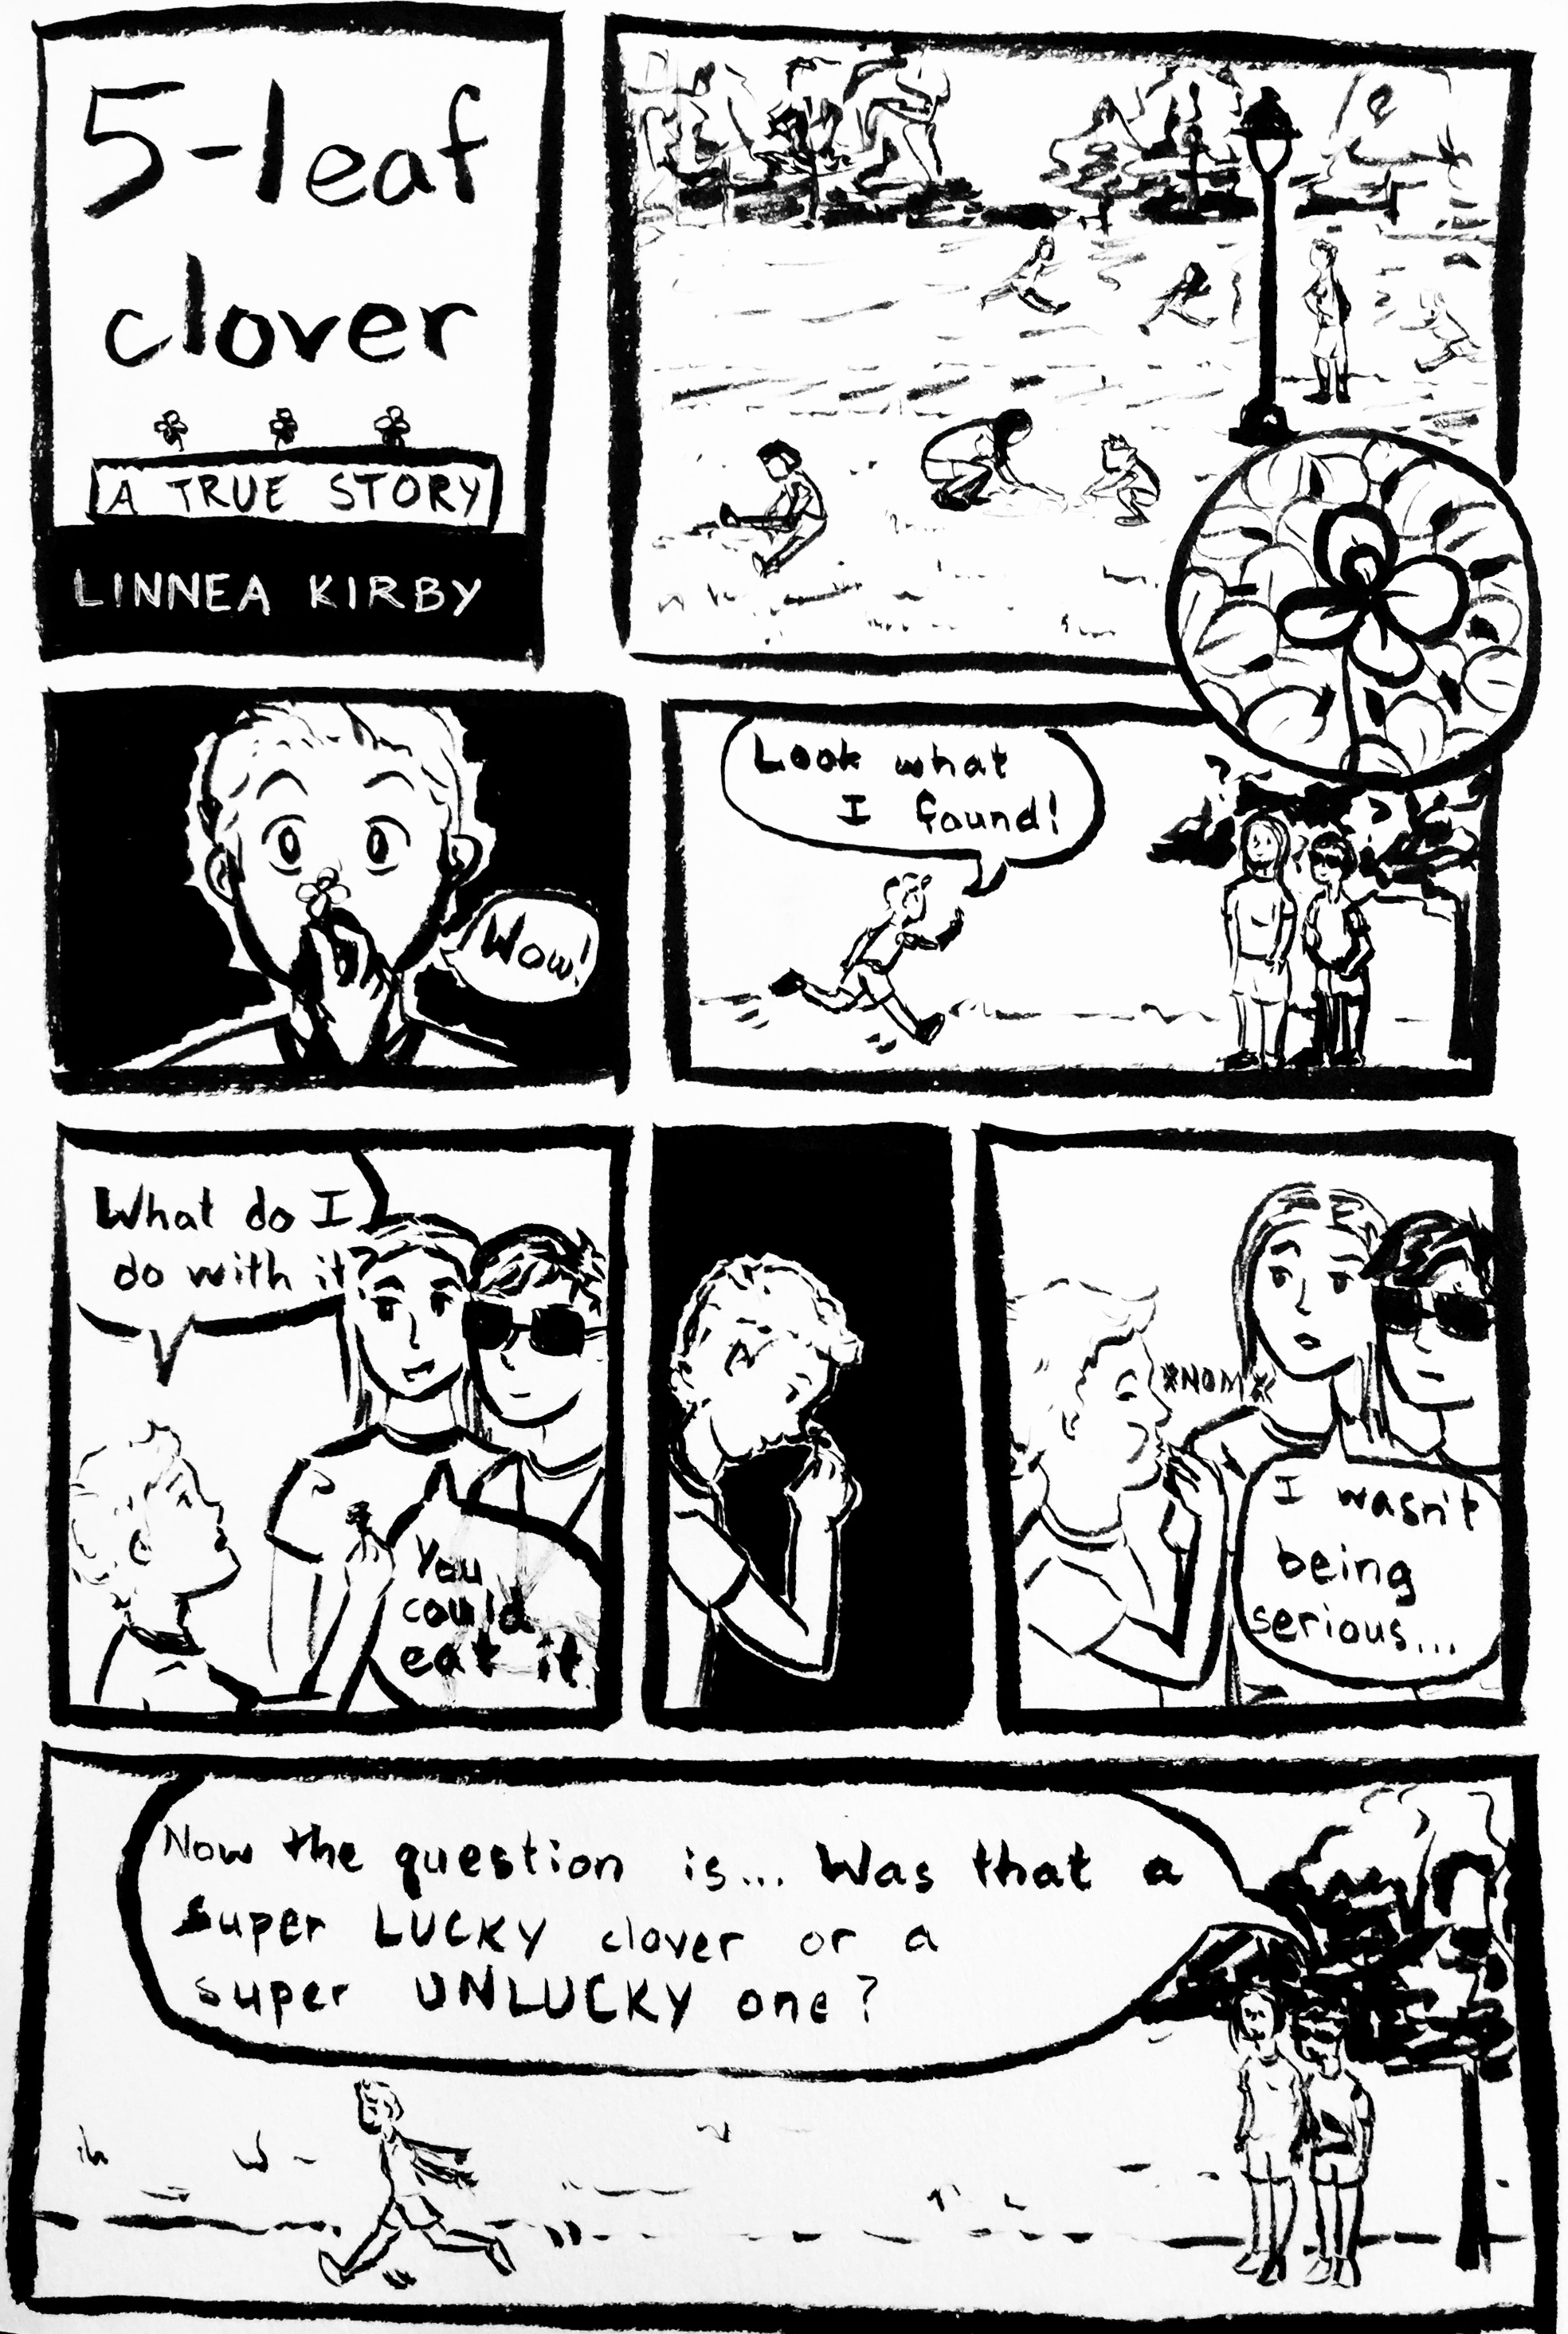 5-leaf
clover
A TRUE STORY
LINNEA KIRBY
Wow!
Look what
I found!
?
?
What do I
do with it?
You
could
eat it.
*NOM*
I wasn't
being
serious...
Now the question is... Was that a
super LUCKY clover or a
super UNLUCKY one?